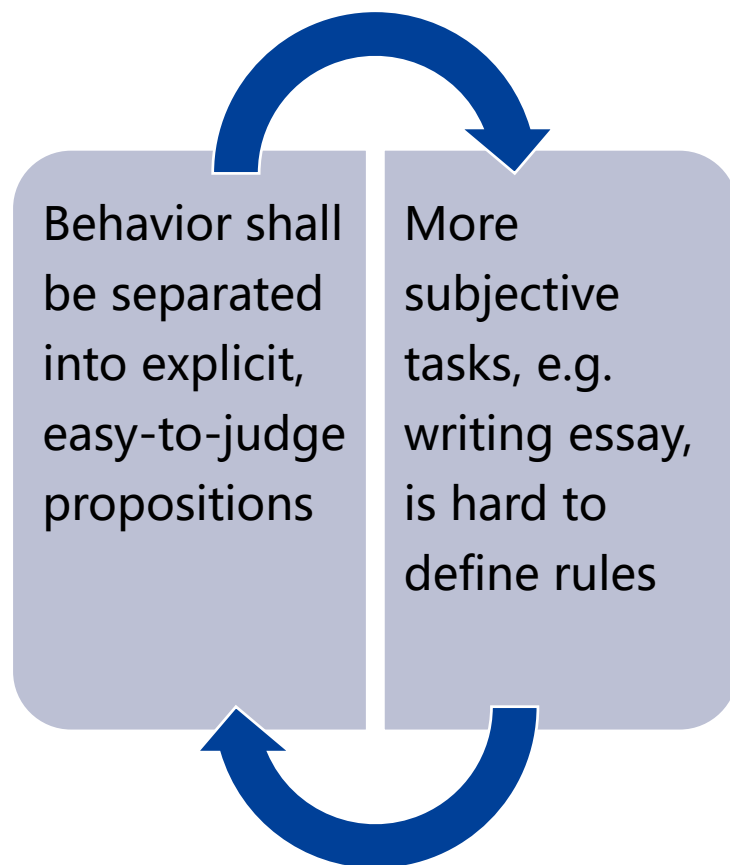 Behavior shall
be separated
into explicit,
easy-to-judge
propositions
More
subjective
tasks, e.g.
writing essay,
is hard to
define rules